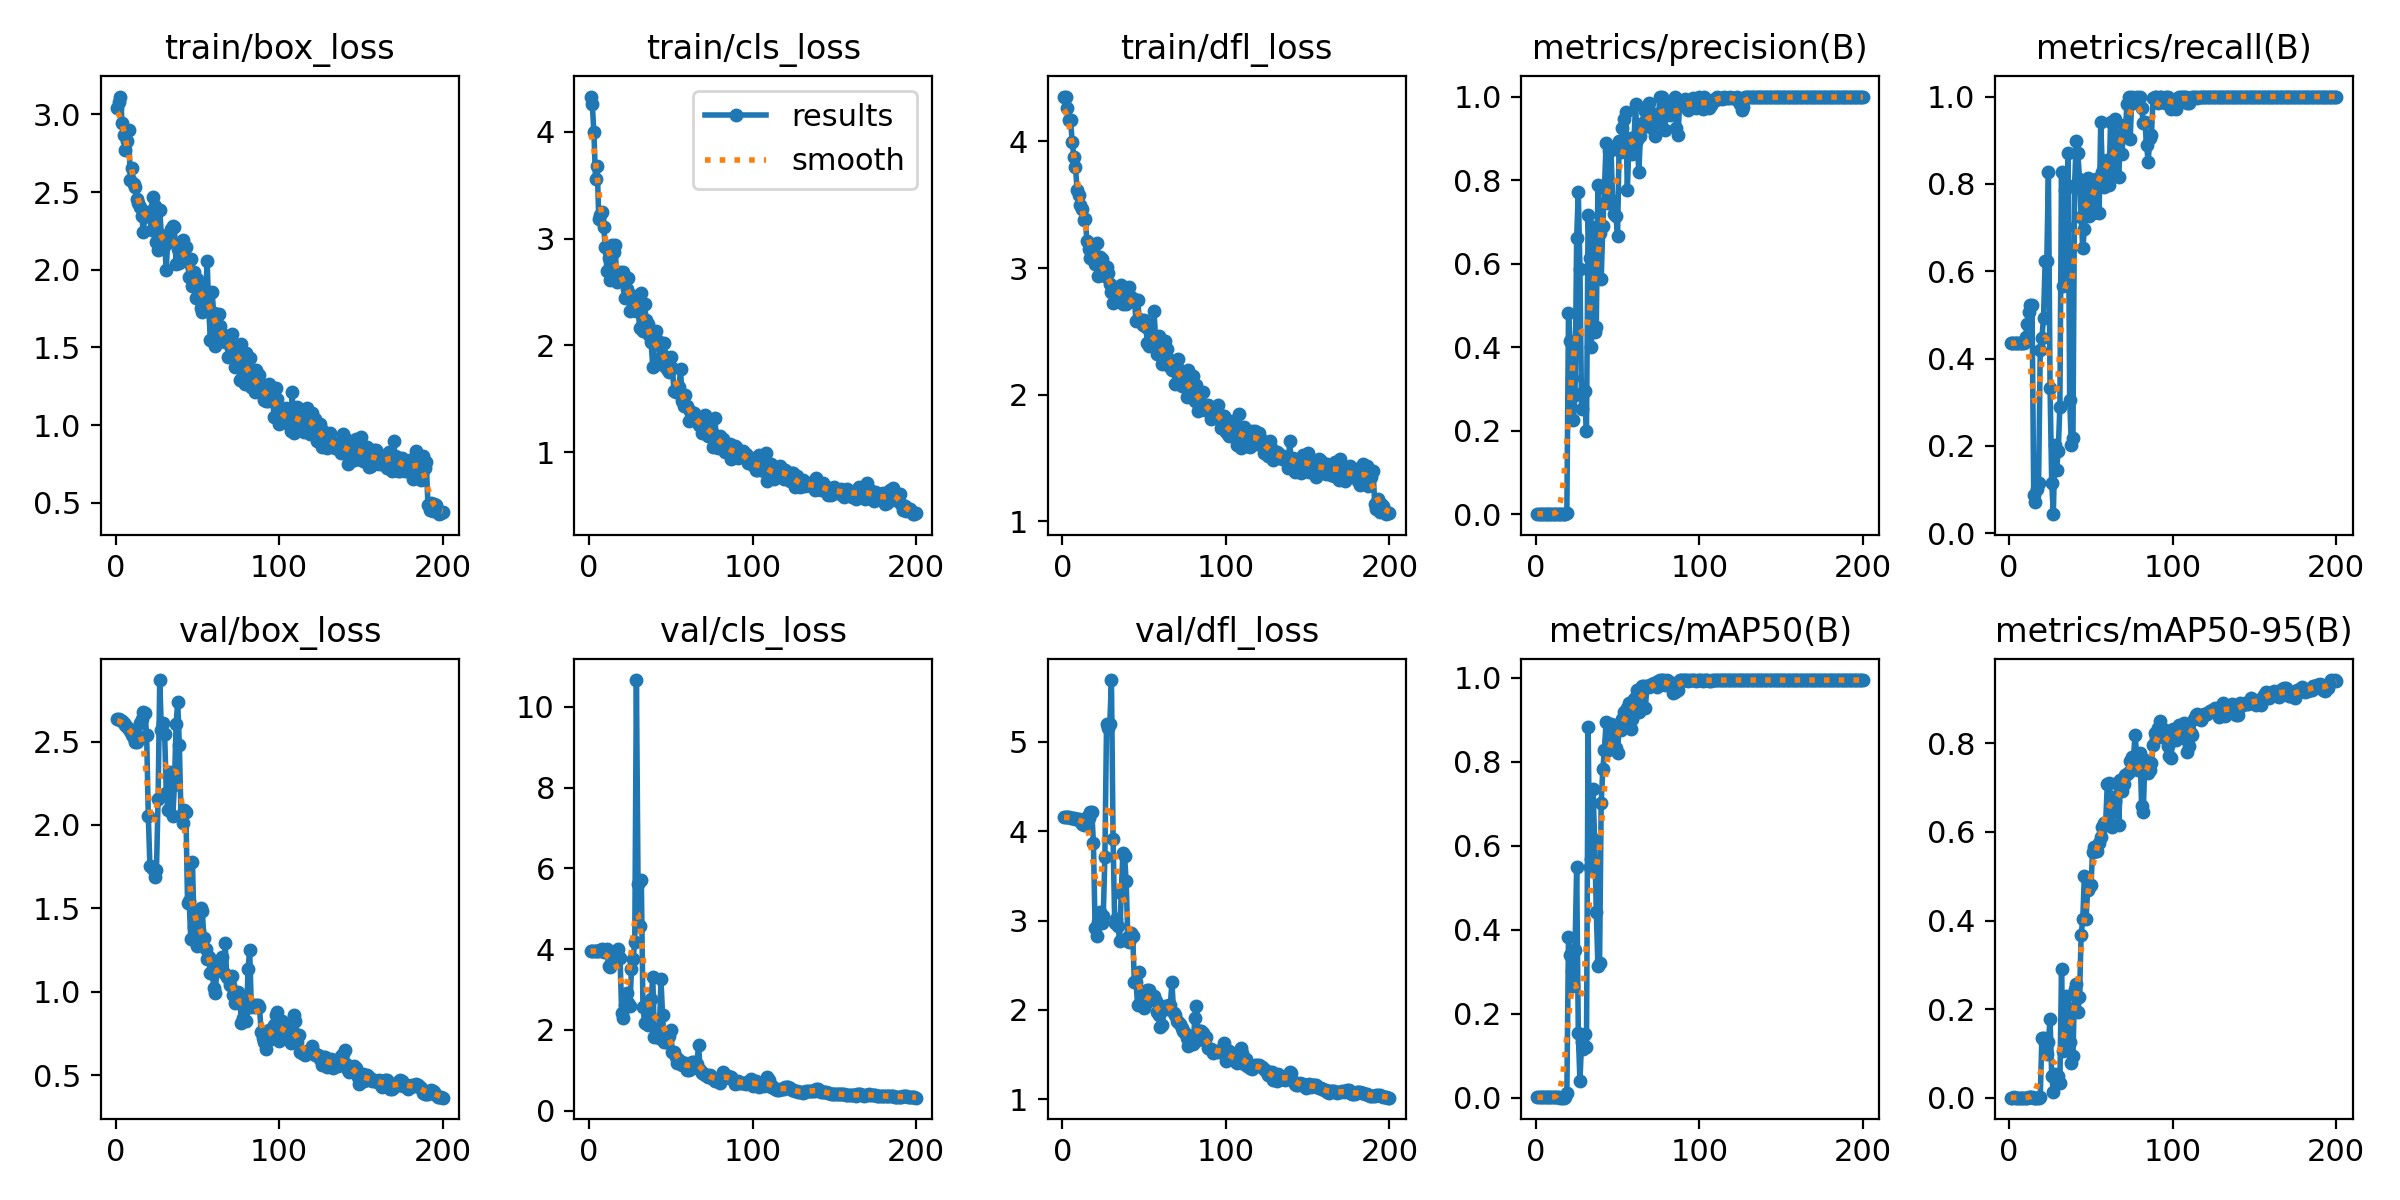 train/box_loss
train/cls_loss
train/dfl_loss
metrics/precision(B)
metrics/recall(B)
3.0
2.5
2.0
1.5
1.0
0.5
0 100 200
4
3
2
1
results
smooth
0 100 200
4
3
2
1
0 100 200
1.0
0.8
0.6
0.4
0.2
0.0
0 100 200
1.0
0.8
0.6
0.4
0.2
0.0
0 100 200
val/box_loss
val/cls_loss
val/dfl_loss
metrics/mAP50(B)
metrics/mAP50-95(B)
2.5
2.0
1.5
1.0
0.5
0 100 200
10
8
6
4
2
0
0 100 200
5
4
3
2
1
0 100 200
1.0
0.8
0.6
0.4
0.2
0.0
0 100 200
0.8
0.6
0.4
0.2
0.0
0 100 200